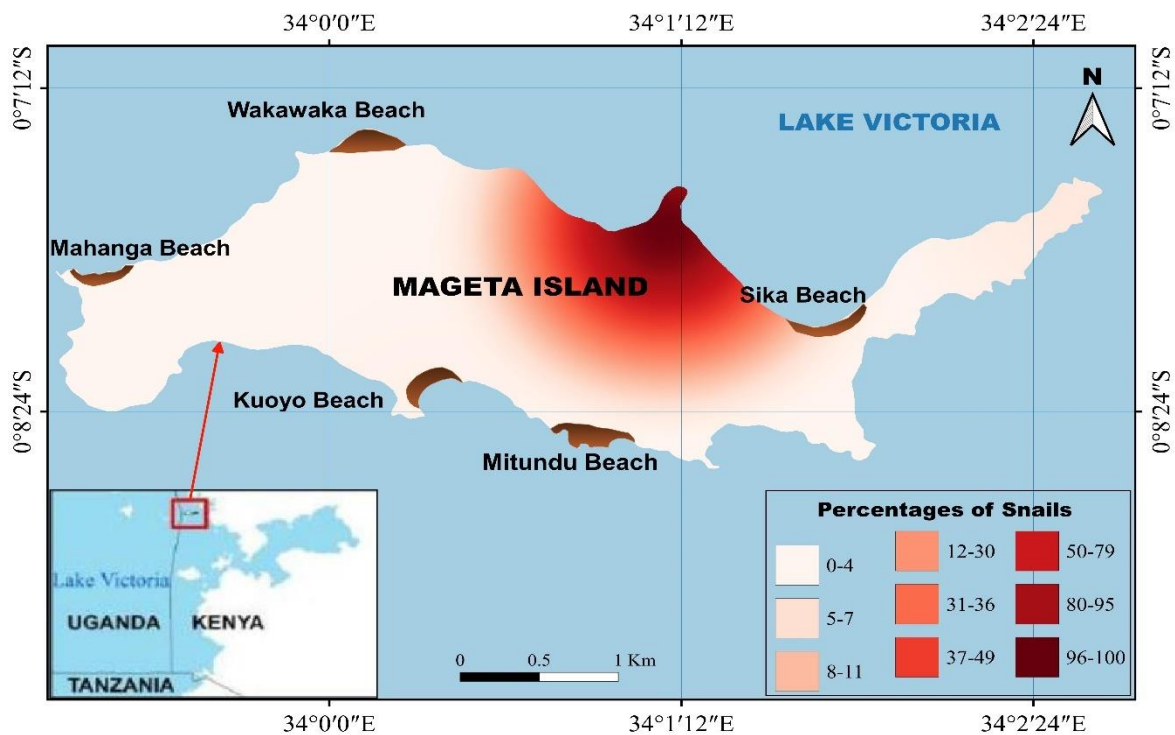 34°0'0"E
34°1'12"E
34°2'24"E
0°7'12"S
0°7'12"S
N
Wakawaka Beach
LAKE VICTORIA
Mahanga Beach
MAGETA ISLAND
Sika Beach
Kuoyo Beach
0°8'24"S
0°8'24"S
Mitundu Beach
Lake Victoria
UGANDA
KENYA
TANZANIA
0
0.5
1 Km
Percentages of Snails
0-4
5-7
8-11
12-30
31-36
37-49
50-79
80-95
96-100
34°0'0"E
34°1'12"E
34°2'24"E